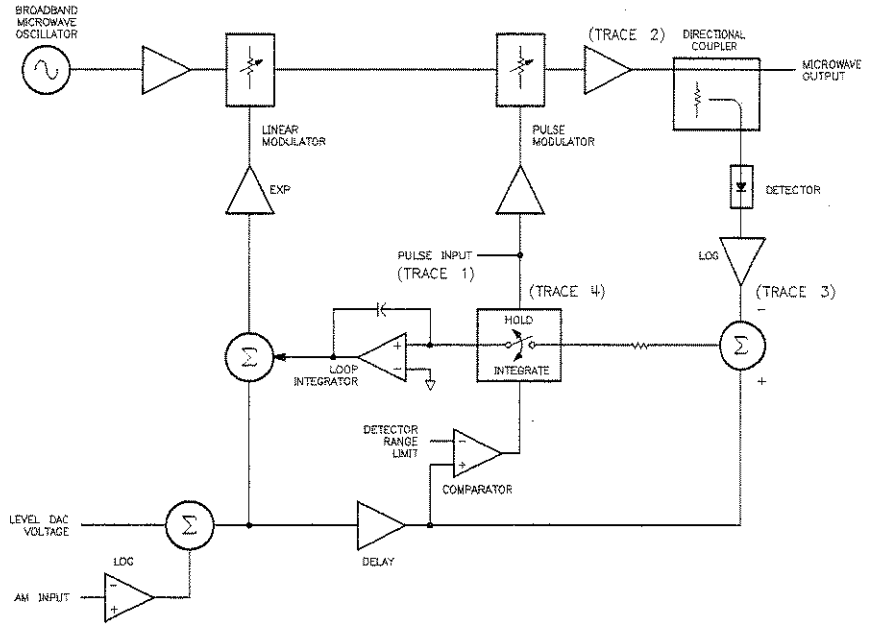 BROADBAND
MICROWAVE
OSCILLATOR
(TRACE 2)
DIRECTIONAL
COUPLER
MICROWAVE
OUTPUT
LINEAR
MODULATOR
PULSE
MODULATOR
EXP
DETECTOR
LOG
PULSE INPUT
(TRACE 1)
(TRACE 4)
(TRACE 3)
HOLD
INTEGRATE
Σ
+
−
LOOP
INTEGRATOR
−
Σ
+
DETECTOR
RANGE
LIMIT
−
+
COMPARATOR
LEVEL DAC
VOLTAGE
Σ
DELAY
LOG
AM INPUT
−
+